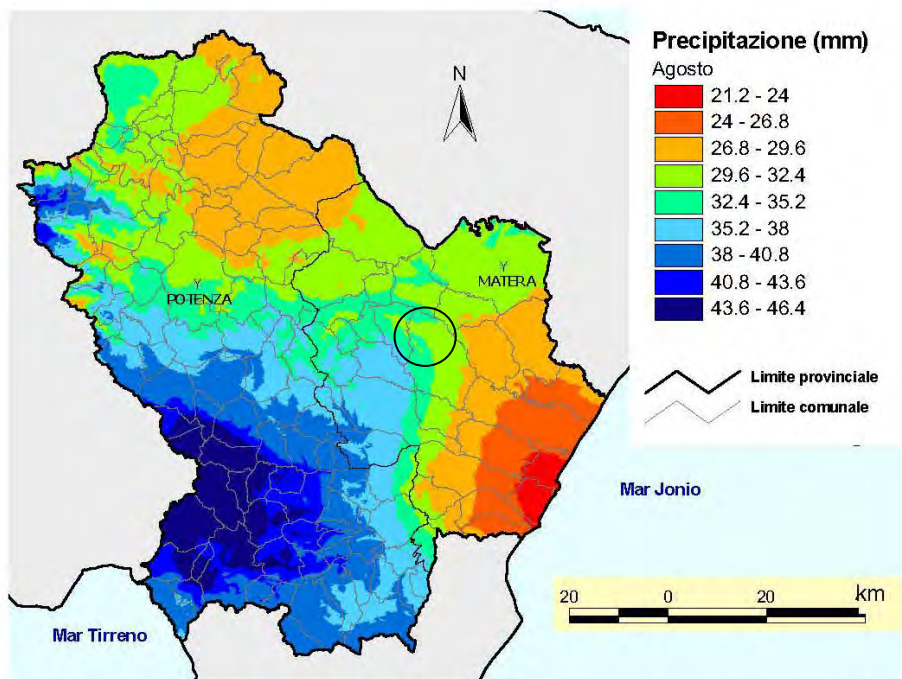 Precipitazione (mm)
Agosto
21.2 - 24
24 - 26.8
26.8 - 29.6
29.6 - 32.4
32.4 - 35.2
35.2 - 38
38 - 40.8
40.8 - 43.6
43.6 - 46.4
N
Y
MATERA
Y
POTENZA
Limite provinciale
Limite comunale
Mar Jonio
Mar Tirreno
20 0 20 km